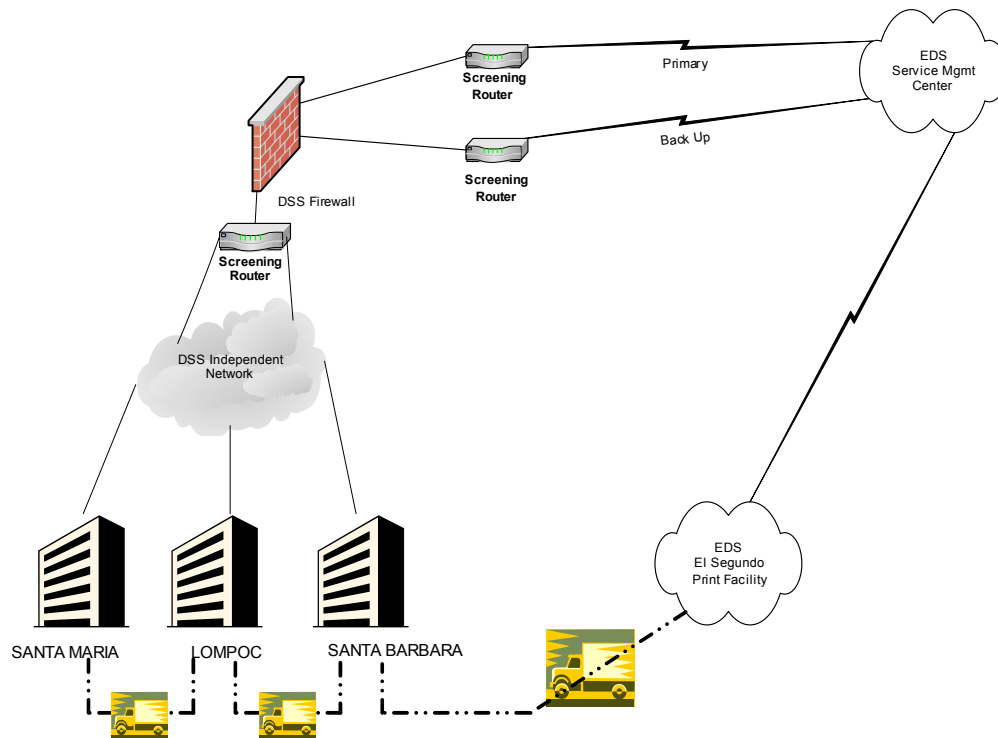 EDS
Service Mgmt
Center
Primary
Screening
Router
Back Up
Screening
Router
DSS Firewall
Screening
Router
DSS Independent
Network
EDS
El Segundo
Print Facility
SANTA MARIA
LOMPOC
SANTA BARBARA